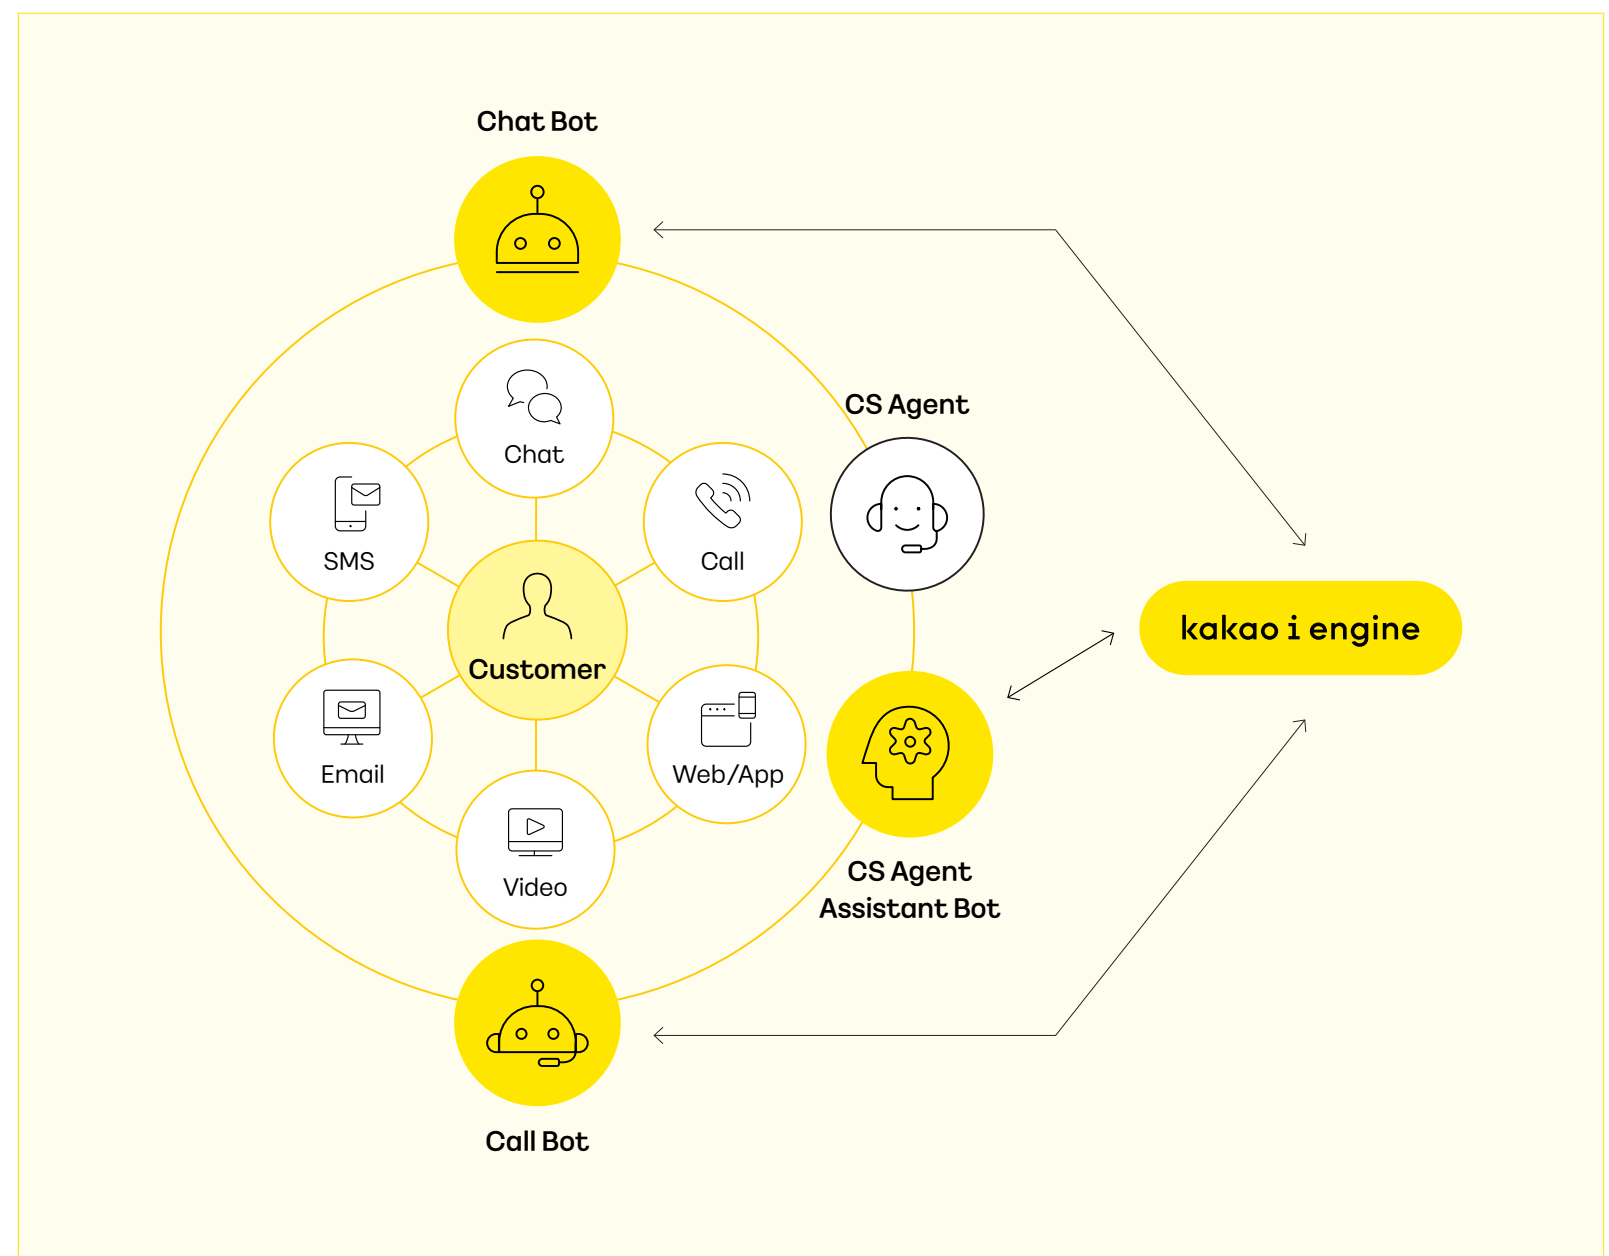 Chat Bot
Chat
CS Agent
SMS
Call
Customer
kakao i engine
Email
Web/App
Video
CS Agent
Assistant Bot
Call Bot